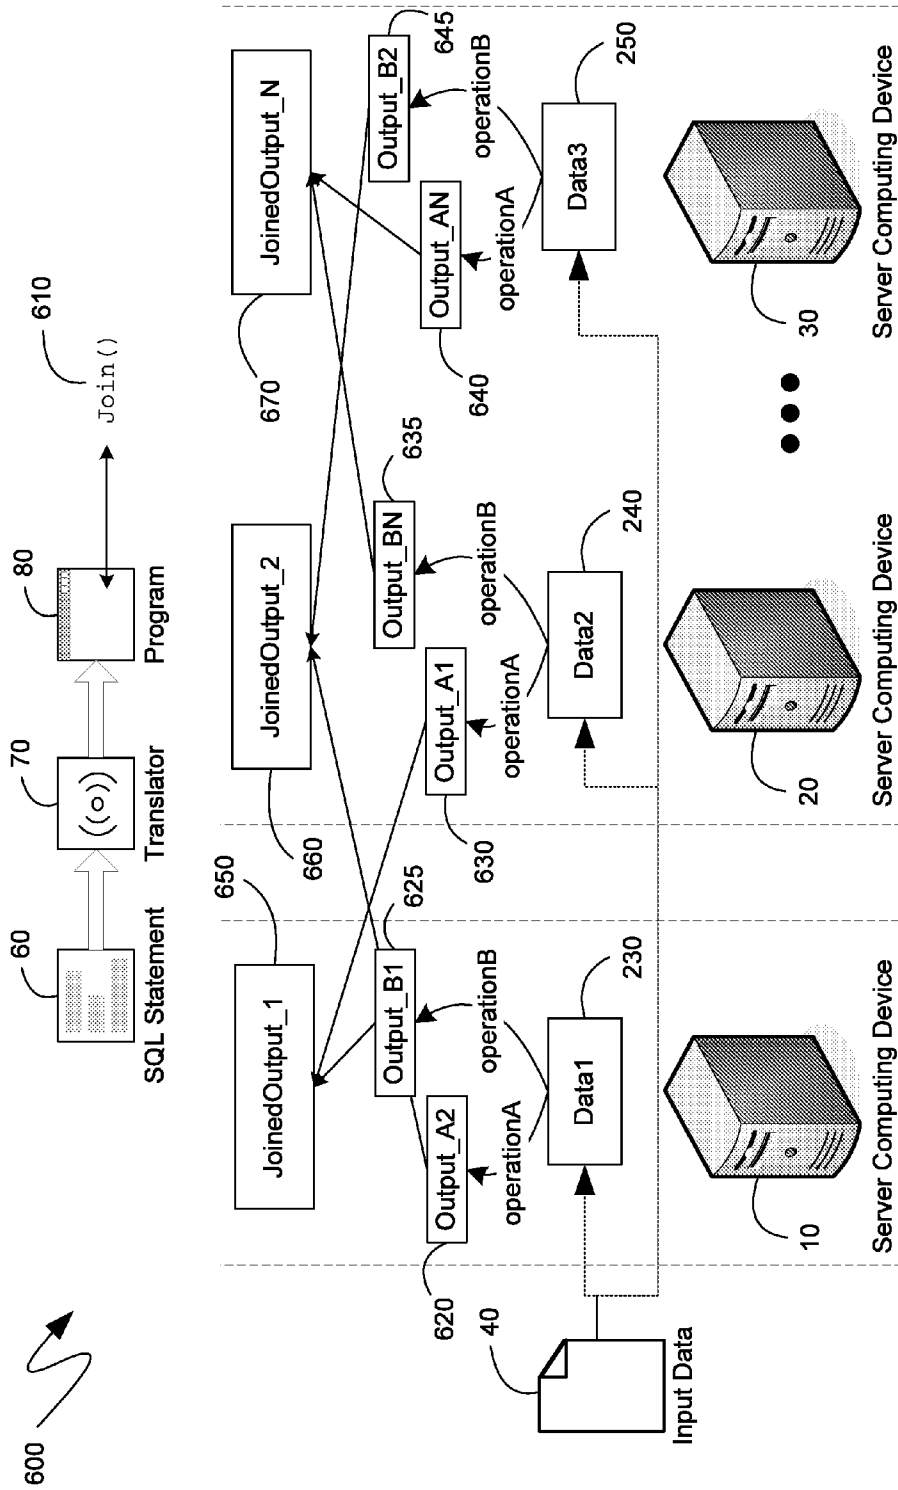 600
60
SQL Statement
70
Translator
80
Program
Join()
610
650
JoinedOutput_1
JoinedOutput_2
660
JoinedOutput_N
670
625
Output_B1
635
Output_BN
645
Output_B2
620
Output_A2
630
Output_A1
640
Output_AN
operationA
operationB
operationA
operationB
operationA
operationB
40
Input Data
Data1
230
Data2
240
Data3
250
10
20
30
Server Computing Device
Server Computing Device
Server Computing Device